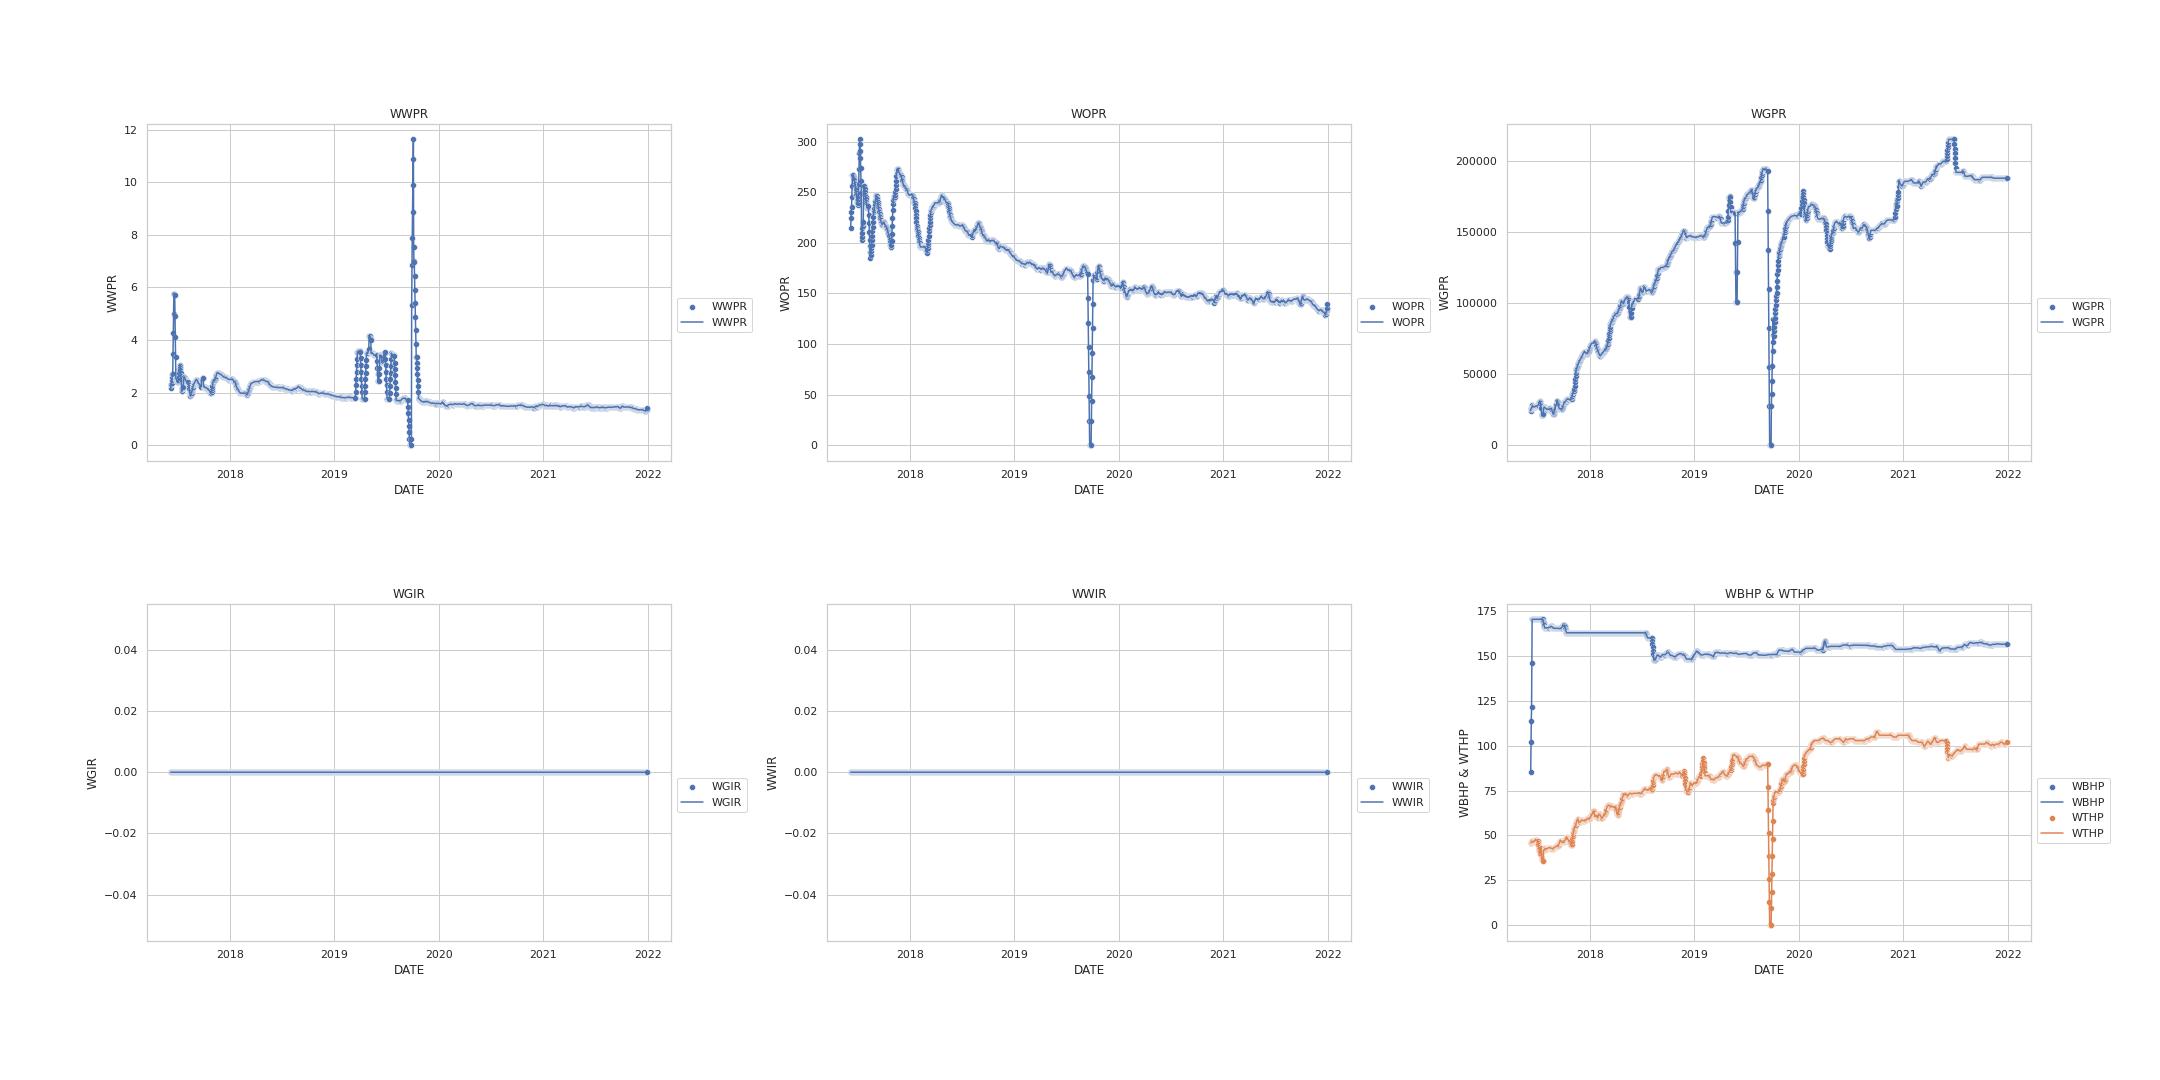 WWPR
12
10
8
6
4
2
0
WWPR
2018 2019 2020 2021 2022
DATE
WWPR
WWPR
WOPR
300
250
200
150
100
50
0
WOPR
2018 2019 2020 2021 2022
DATE
WOPR
WOPR
WGPR
200000
150000
100000
50000
0
WGPR
2018 2019 2020 2021 2022
DATE
WGPR
WGPR
WGIR
0.04
0.02
0.00
−0.02
−0.04
WGIR
2018 2019 2020 2021 2022
DATE
WGIR
WGIR
WWIR
0.04
0.02
0.00
−0.02
−0.04
WWIR
2018 2019 2020 2021 2022
DATE
WWIR
WWIR
WBHP & WTHP
175
150
125
100
75
50
25
0
WBHP & WTHP
2018 2019 2020 2021 2022
DATE
WBHP
WBHP
WTHP
WTHP